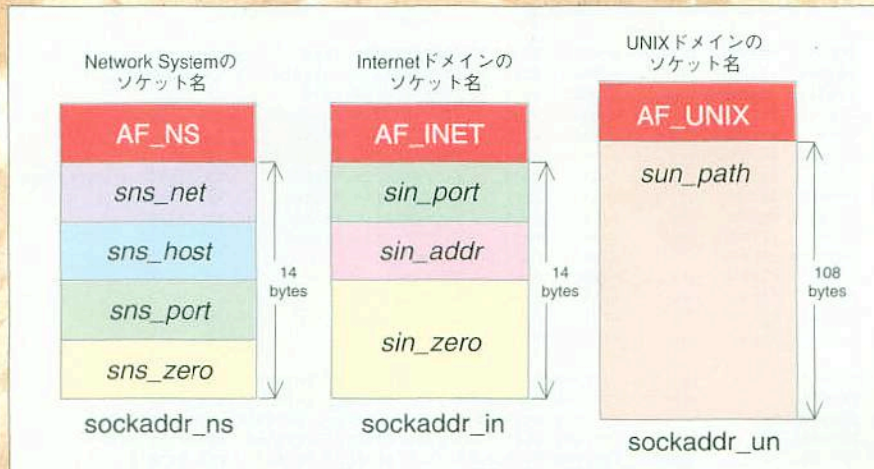 Network Systemの
ソケット名
AF_NS
sns_net
sns_host
sns_port
sns_zero
14
bytes
sockaddr_ns
Internetドメインの
ソケット名
AF_INET
sin_port
sin_addr
sin_zero
14
bytes
sockaddr_in
UNIXドメインの
ソケット名
AF_UNIX
sun_path
108
bytes
sockaddr_un